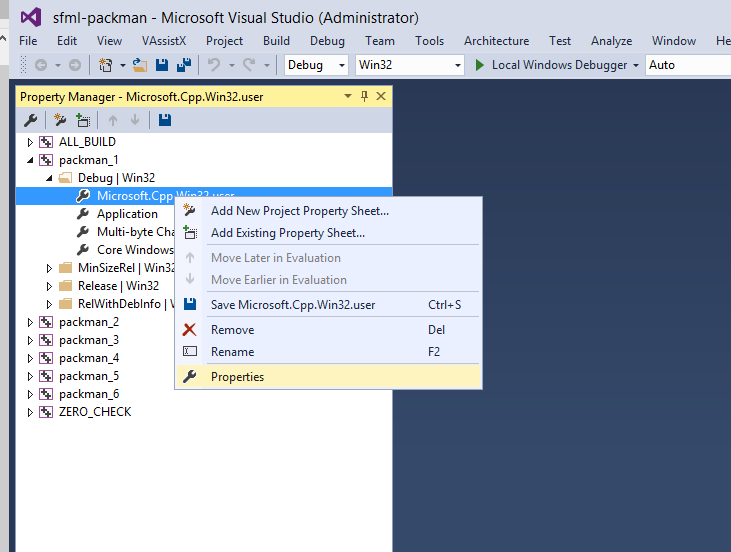 sfml-packman - Microsoft Visual Studio (Administrator)
File Edit View VAssistX Project Build Debug Team Tools Architecture Test Analyze Window He
Debug Win32 Local Windows Debugger Auto
Property Manager - Microsoft.Cpp.Win32.user
ALL_BUILD
packman_1
Debug | Win32
Microsoft.Cpp.Win32.user
Application
Multi-byte Cha
Core Windows
MinSizeRel | Win32
Release | Win32
RelWithDebInfo |
packman_2
packman_3
packman_4
packman_5
packman_6
ZERO_CHECK
Add New Project Property Sheet...
Add Existing Property Sheet...
Move Later in Evaluation
Move Earlier in Evaluation
Save Microsoft.Cpp.Win32.user Ctrl+S
Remove Del
Rename F2
Properties